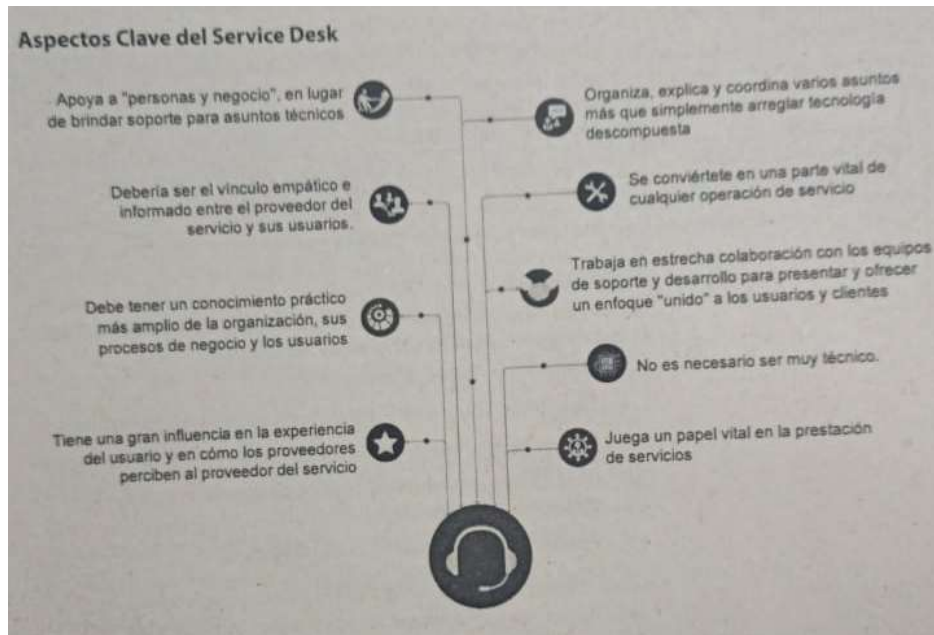 Aspectos Clave del Service Desk
Apoya a "personas y negocio", en lugar
de brindar soporte para asuntos técnicos
Debería ser el vínculo empático e
informado entre el proveedor del
servicio y sus usuarios.
Debe tener un conocimiento práctico
más amplio de la organización, sus
procesos de negocio y los usuarios
Tiene una gran influencia en la experiencia
del usuario y en cómo los proveedores
perciben al proveedor del servicio
Organiza, explica y coordina varios asuntos
más que simplemente arreglar tecnología
descompuesta
Se conviértete en una parte vital de
cualquier operación de servicio
Trabaja en estrecha colaboración con los equipos
de soporte y desarrollo para presentar y ofrecer
un enfoque "unido" a los usuarios y clientes
No es necesario ser muy técnico.
Juega un papel vital en la prestación
de servicios